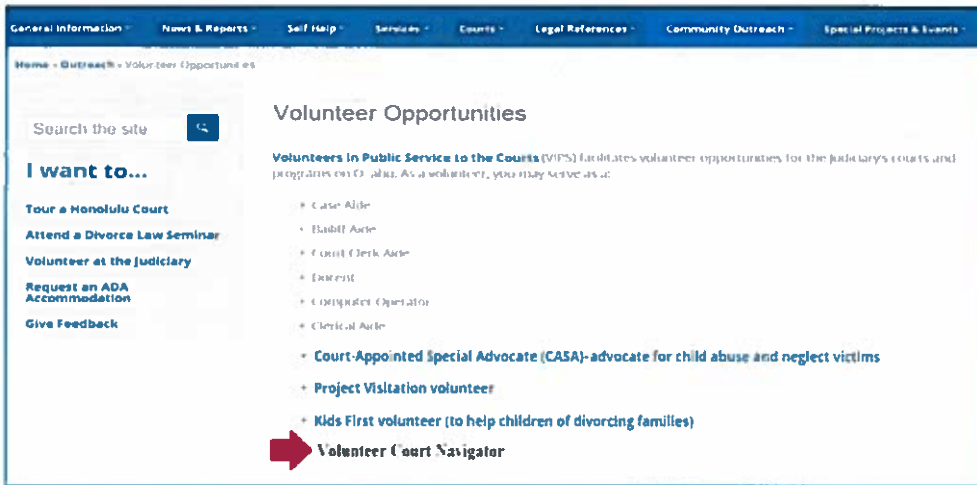 General Information - News & Reports - Self Help - Services - Courts - Legal References - Community Outreach - Special Projects & Events -
Home » Outreach » Volunteer Opportunities
Search the site
I want to...
Tour a Honolulu Court
Attend a Divorce Law Seminar
Volunteer at the Judiciary
Request an ADA
Accommodation
Give Feedback
Volunteer Opportunities
Volunteers in Public Service to the Courts (VIPS) facilitates volunteer opportunities for the Judiciary's courts and
programs on O'ahu. As a volunteer, you may serve as a:
Case Aide
Bailiff Aide
Court Clerk Aide
Docent
Computer Operator
Clerical Aide
Court-Appointed Special Advocate (CASA)- advocate for child abuse and neglect victims
Project Visitation volunteer
Kids First volunteer (to help children of divorcing families)
Volunteer Court Navigator